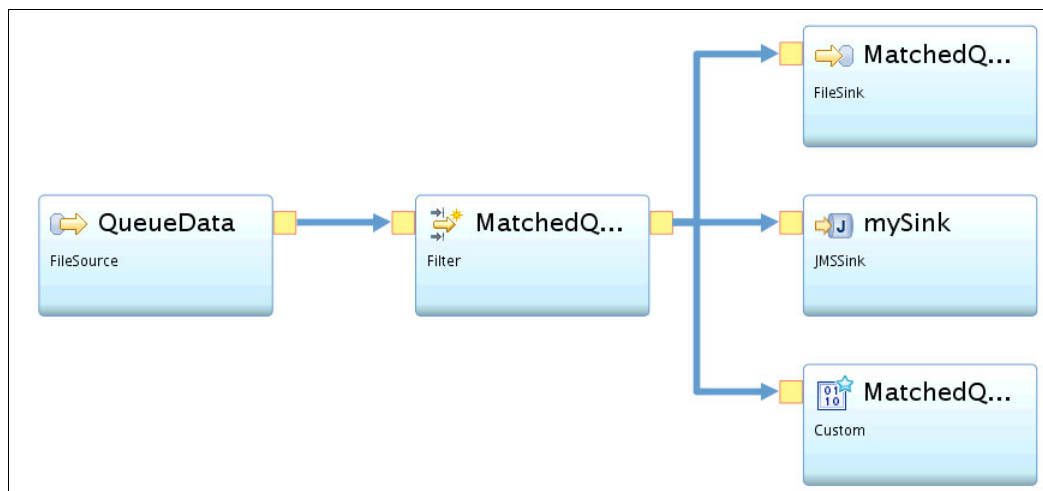 MatchedQ...
FileSink
QueueData
FileSource
MatchedQ...
Filter
mySink
JMSSink
MatchedQ...
Custom